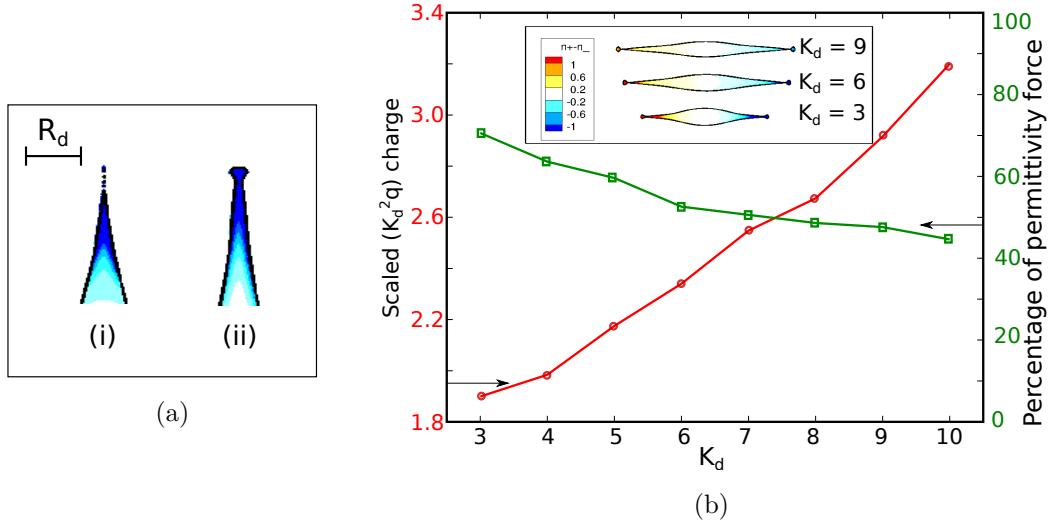 R_d
(i) (ii)
(a)
3.4
3.0
2.6
2.2
1.8
Scaled (K_d^2q) charge
n+-n_
1
0.6
0.2
-0.2
-0.6
-1
K_d = 9
K_d = 6
K_d = 3
100
80
60
40
20
0
Percentage of permittivity force
3 4 5 6 7 8 9 10
K_d
(b)